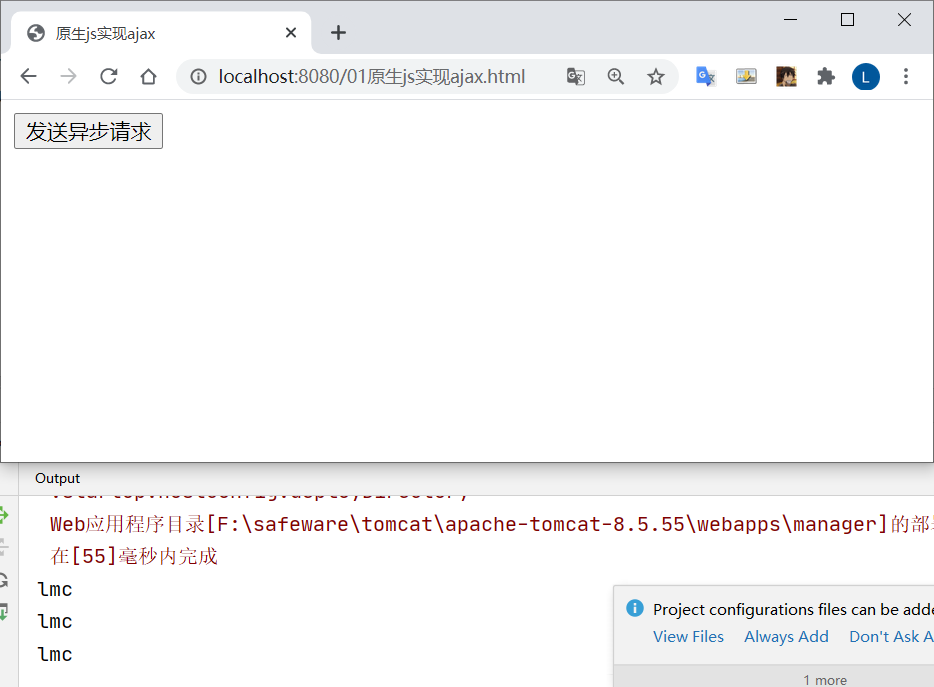 原生js实现ajax
localhost:8080/01原生js实现ajax.html
L
发送异步请求
Output
Web应用程序目录[F:\safeware\tomcat\apache-tomcat-8.5.55\webapps\manager]的部
在[55]毫秒内完成
lmc
lmc
lmc
Project configurations files can be adde
View Files Always Add Don't Ask A
1 more